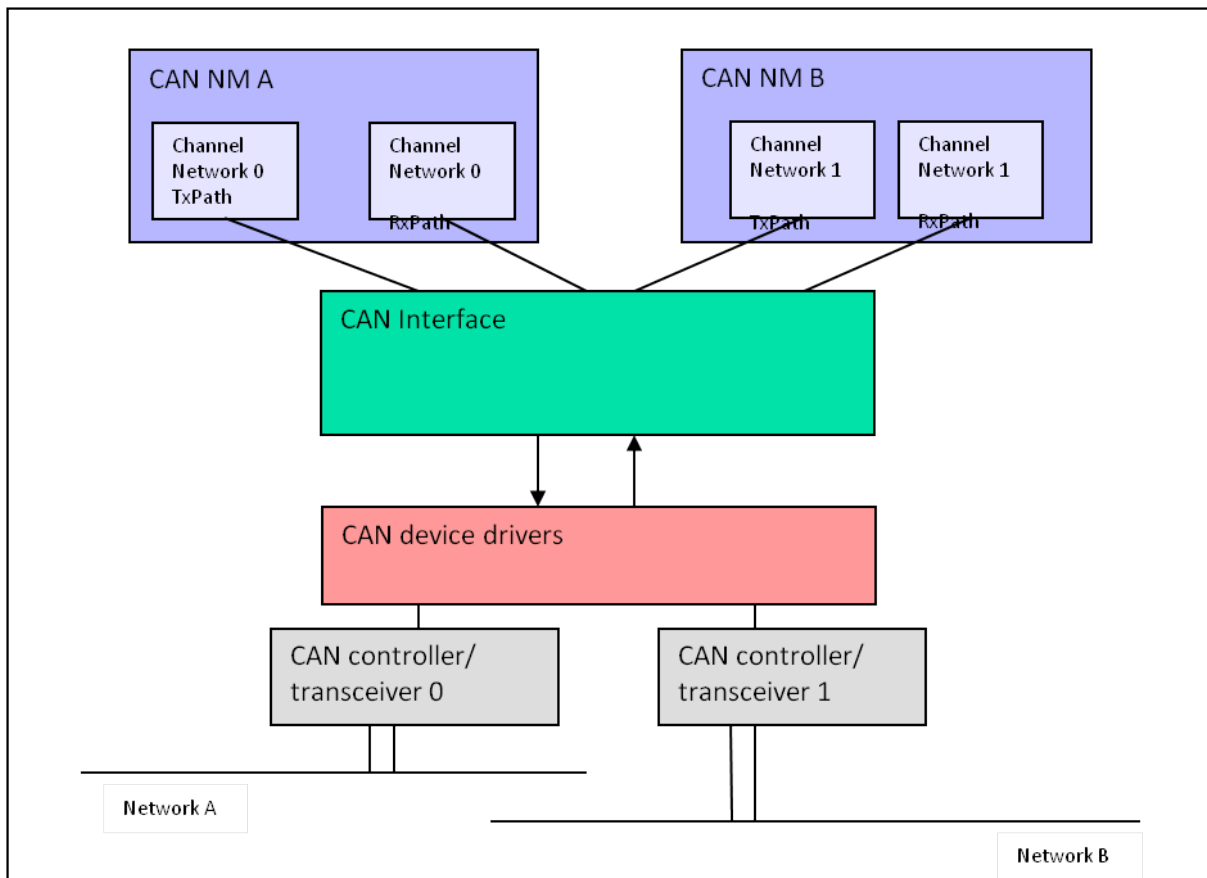 CAN NM A
Channel
Network 0
TxPath
Channel
Network 0
RxPath
CAN NM B
Channel
Network 1
TxPath
Channel
Network 1
RxPath
CAN Interface
CAN device drivers
CAN controller/
transceiver 0
CAN controller/
transceiver 1
Network A
Network B